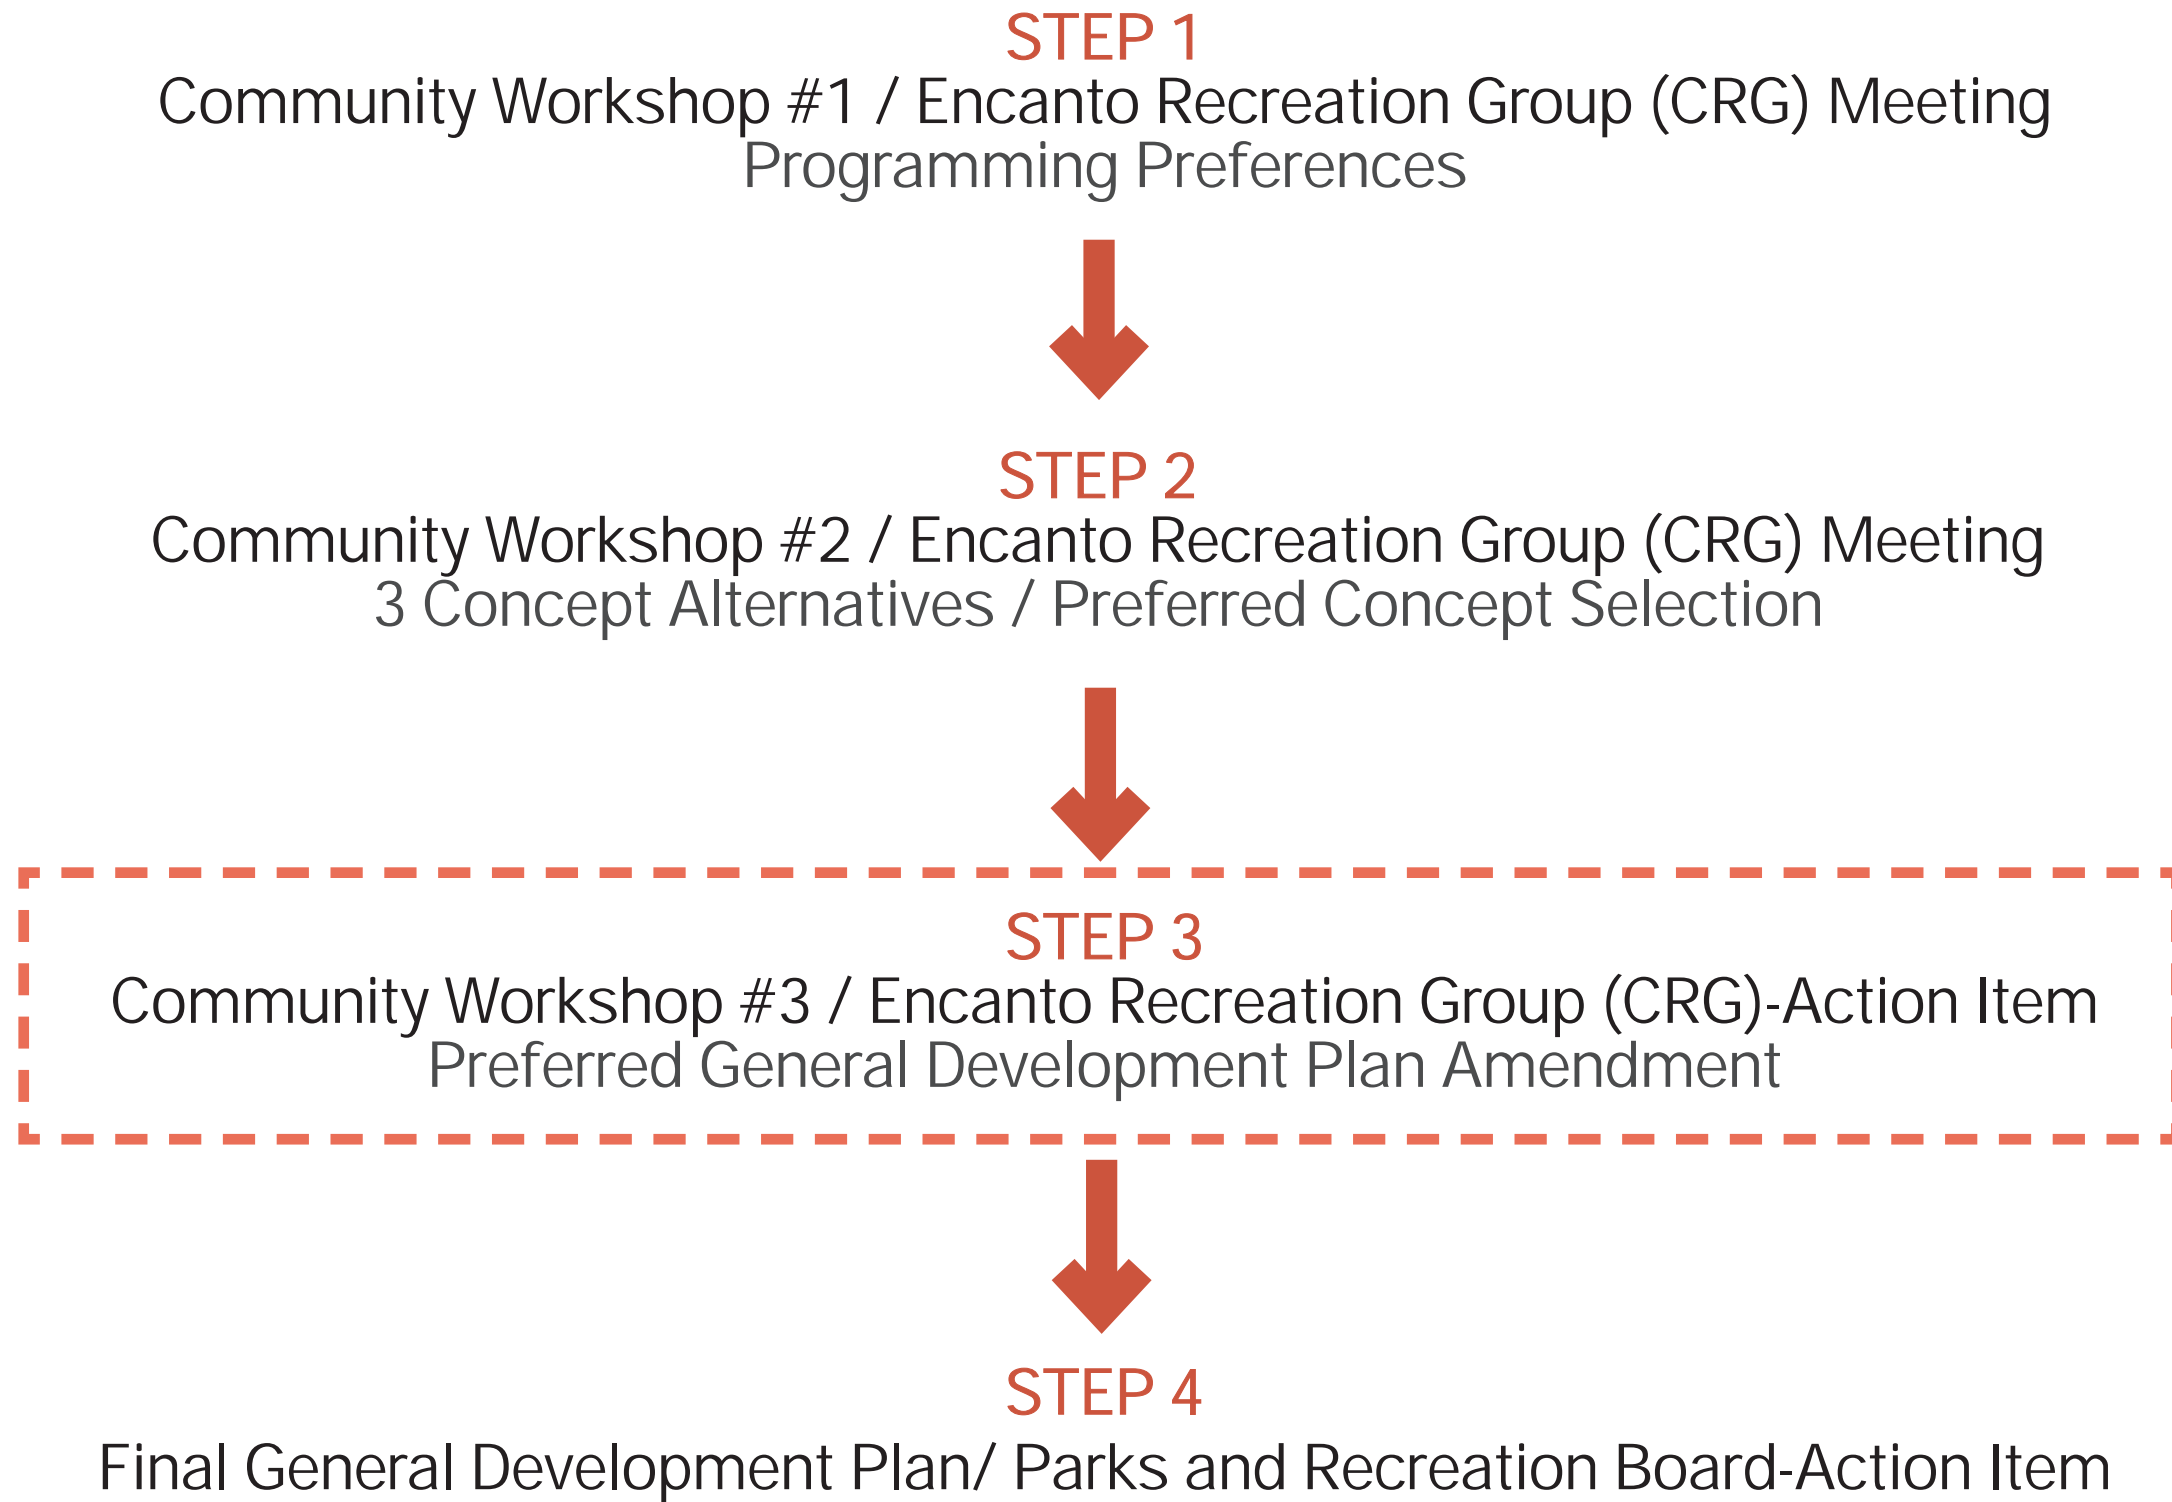 STEP 1
Community Workshop #1 / Encanto Recreation Group (CRG) Meeting
Programming Preferences
STEP 2
Community Workshop #2 / Encanto Recreation Group (CRG) Meeting
3 Concept Alternatives / Preferred Concept Selection
STEP 3
Community Workshop #3 / Encanto Recreation Group (CRG)-Action Item
Preferred General Development Plan Amendment
STEP 4
Final General Development Plan/ Parks and Recreation Board-Action Item